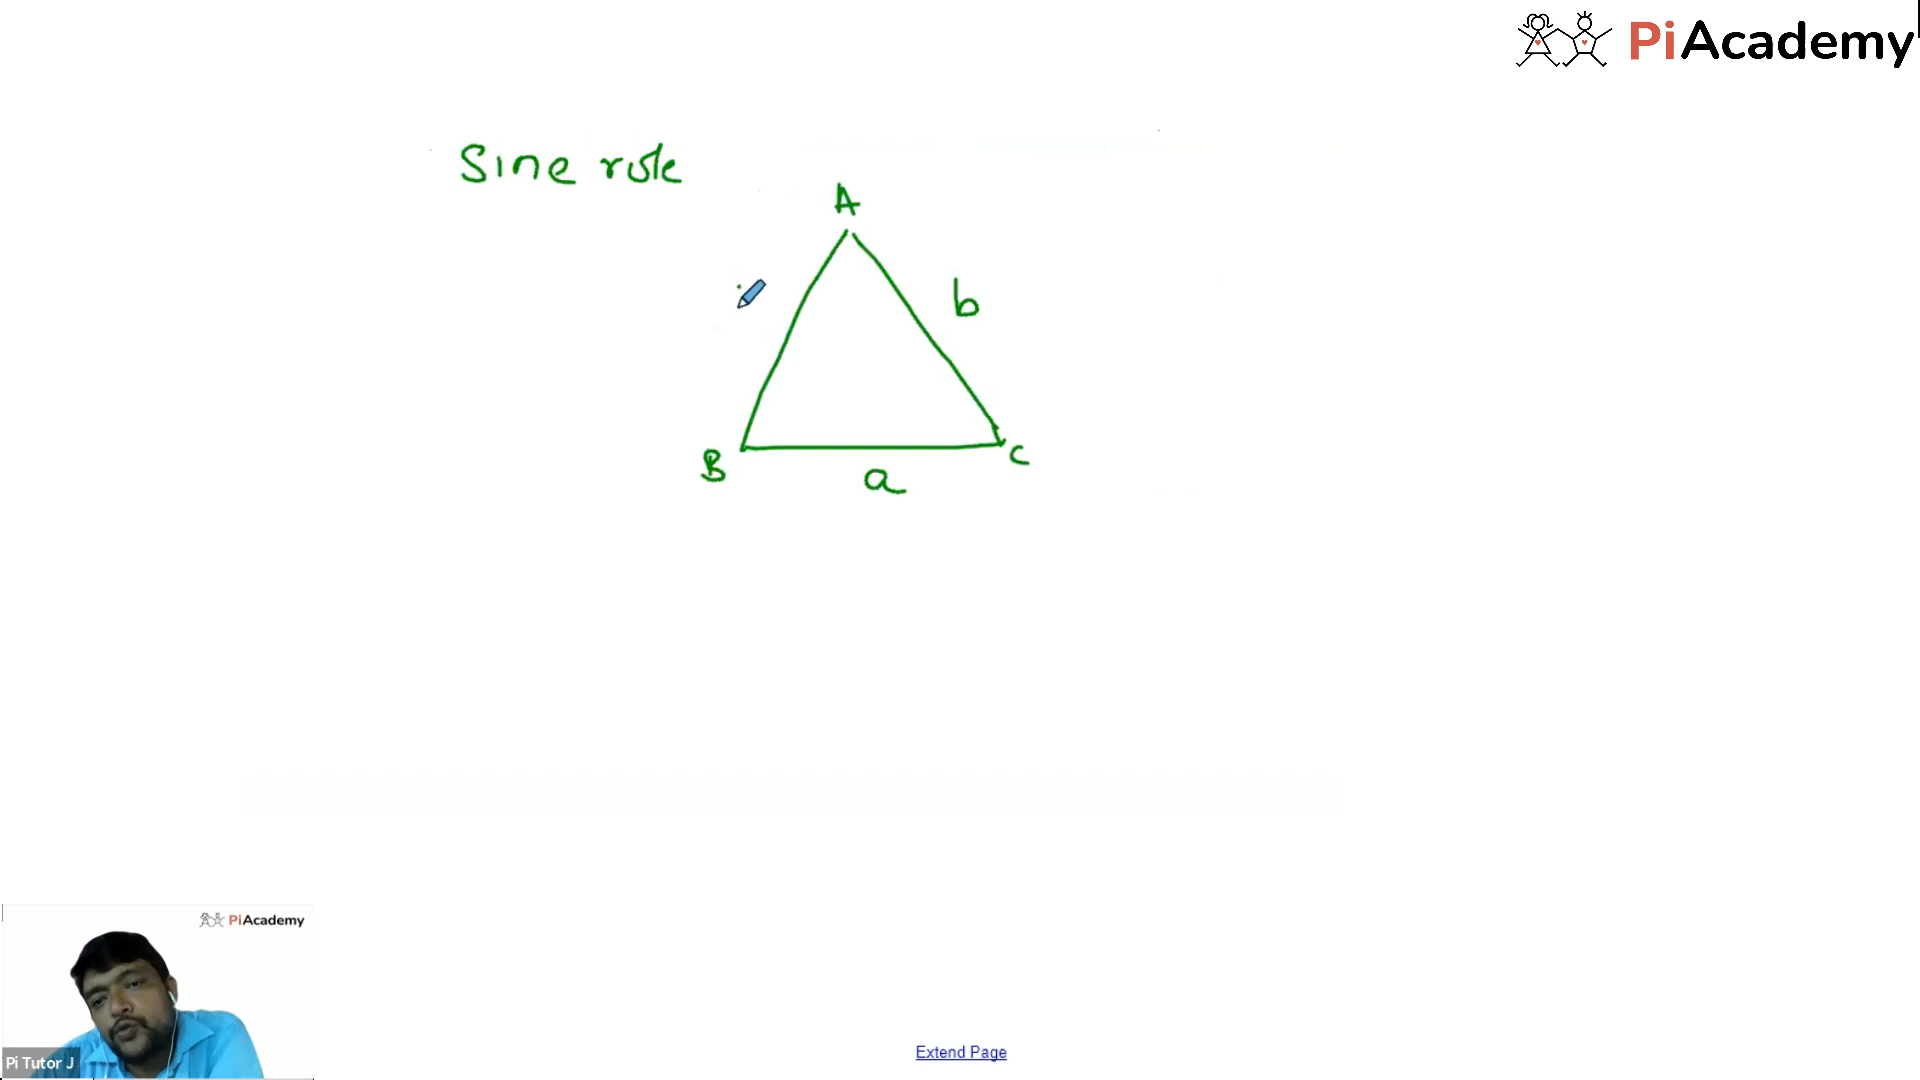 PiAcademy
Sine rule
A
b
B
C
a
PiAcademy
Pi Tutor J
Extend Page